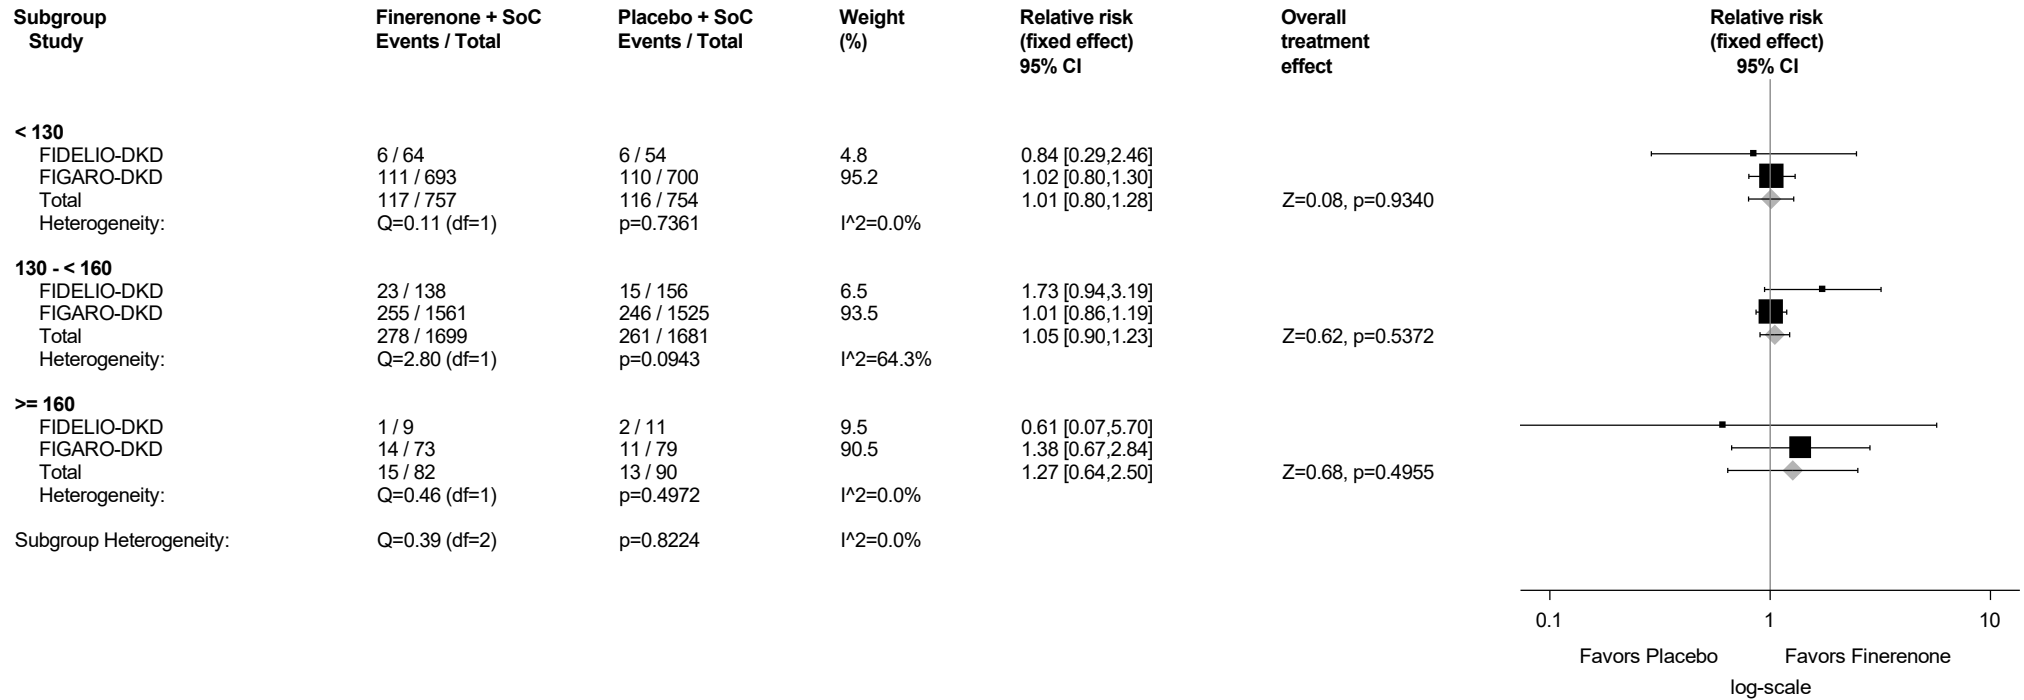 Subgroup Finerenone + SoC Placebo + SoC Weight Relative risk Overall Relative risk
Study Events / Total Events / Total (%) (fixed effect) treatment (fixed effect)
95% CI effect 95% CI
< 130
FIDELIO-DKD 6 / 64 6 / 54 4.8 0.84 [0.29,2.46]
FIGARO-DKD 111 / 693 110 / 700 95.2 1.02 [0.80,1.30]
Total 117 / 757 116 / 754 1.01 [0.80,1.28] Z=0.08, p=0.9340
Heterogeneity: Q=0.11 (df=1) p=0.7361 I^2=0.0%
130 - < 160
FIDELIO-DKD 23 / 138 15 / 156 6.5 1.73 [0.94,3.19]
FIGARO-DKD 255 / 1561 246 / 1525 93.5 1.01 [0.86,1.19]
Total 278 / 1699 261 / 1681 1.05 [0.90,1.23] Z=0.62, p=0.5372
Heterogeneity: Q=2.80 (df=1) p=0.0943 I^2=64.3%
>= 160
FIDELIO-DKD 1 / 9 2 / 11 9.5 0.61 [0.07,5.70]
FIGARO-DKD 14 / 73 11 / 79 90.5 1.38 [0.67,2.84]
Total 15 / 82 13 / 90 1.27 [0.64,2.50] Z=0.68, p=0.4955
Heterogeneity: Q=0.46 (df=1) p=0.4972 I^2=0.0%
Subgroup Heterogeneity: Q=0.39 (df=2) p=0.8224 I^2=0.0%
0.1 1 10
Favors Placebo Favors Finerenone
log-scale